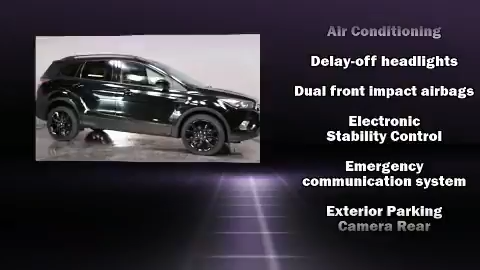 Air Conditioning
Delay-off headlights
Dual front impact airbags
Electronic
Stability Control
Emergency
communication system
Exterior Parking
Camera Rear